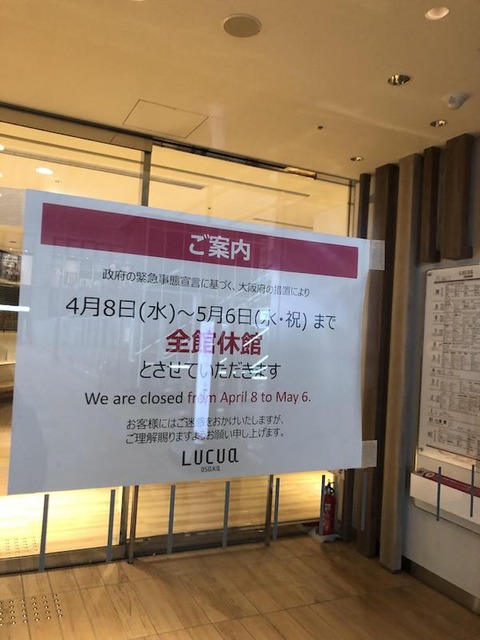 ご案内
政府の緊急事態宣言に基づく、大阪府の措置により
4月8日(水)〜5月6日(水・祝) まで
全館休館
とさせていただきます
We are closed from April 8 to May 6.
お客様にはご迷惑をおかけいたしますが、
ご理解賜りますようお願い申し上げます。
LUCUA
OSAKA
LUCUA